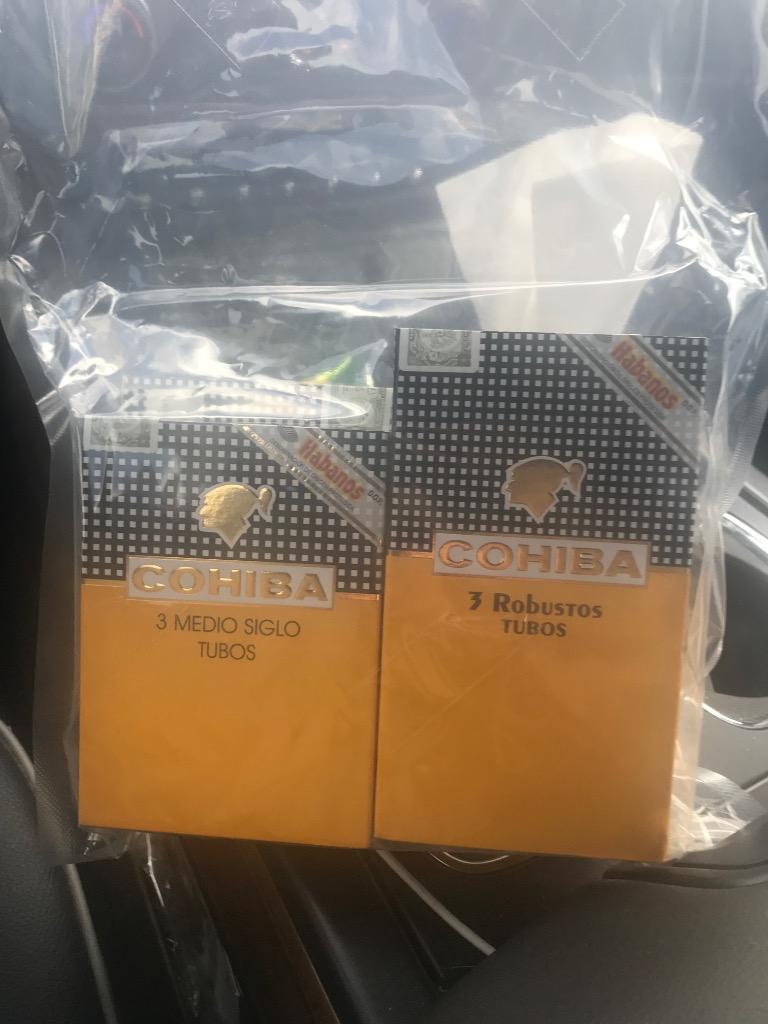 Habanos
D.O.P.
COHIBA
3 MEDIO SIGLO
TUBOS
Habanos
D.O.P.
COHIBA
3 Robustos
TUBOS